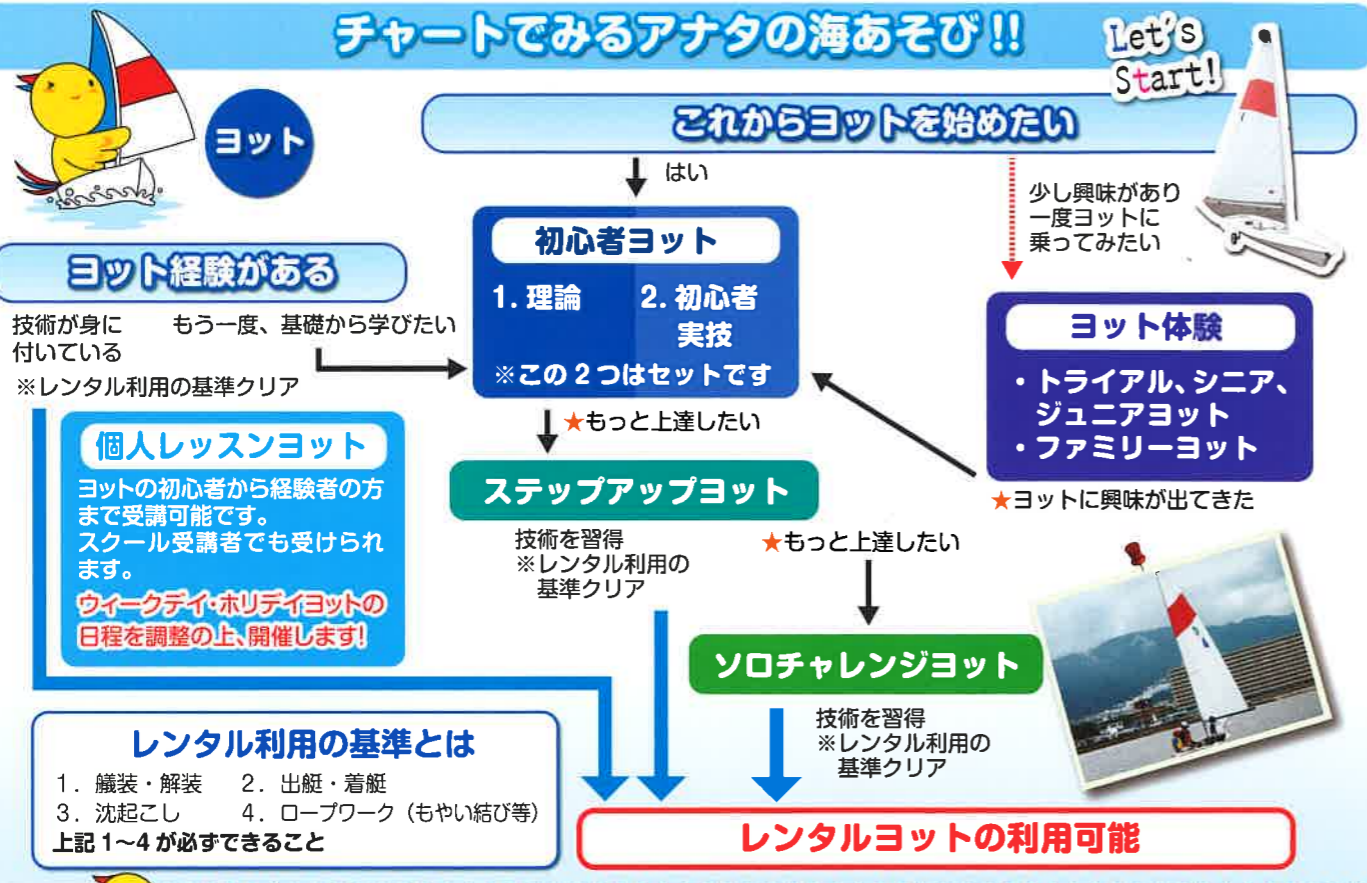 チャートでみるアナタの海あそび!!
Let's
Start!
ヨット
これからヨットを始めたい
はい
少し興味があり
一度ヨットに
乗ってみたい
初心者ヨット
1. 理論 2. 初心者
実技
※この2つはセットです
ヨット経験がある
技術が身に
付いている
もう一度、基礎から学びたい
※レンタル利用の基準クリア
ヨット体験
・トライアル、シニア、
ジュニアヨット
・ファミリーヨット
★ヨットに興味が出てきた
個人レッスンヨット
ヨットの初心者から経験者の方
まで受講可能です。
スクール受講者でも受けられ
ます。
ウィークデイ・ホリデイヨットの
日程を調整の上、開催します!
★もっと上達したい
ステップアップヨット
技術を習得
※レンタル利用の
基準クリア
★もっと上達したい
ソロチャレンジヨット
技術を習得
※レンタル利用の
基準クリア
レンタル利用の基準とは
1. 艤装・解装 2. 出艇・着艇
3. 沈起こし 4. ロープワーク（もやい結び等）
上記1～4が必ずできること
レンタルヨットの利用可能